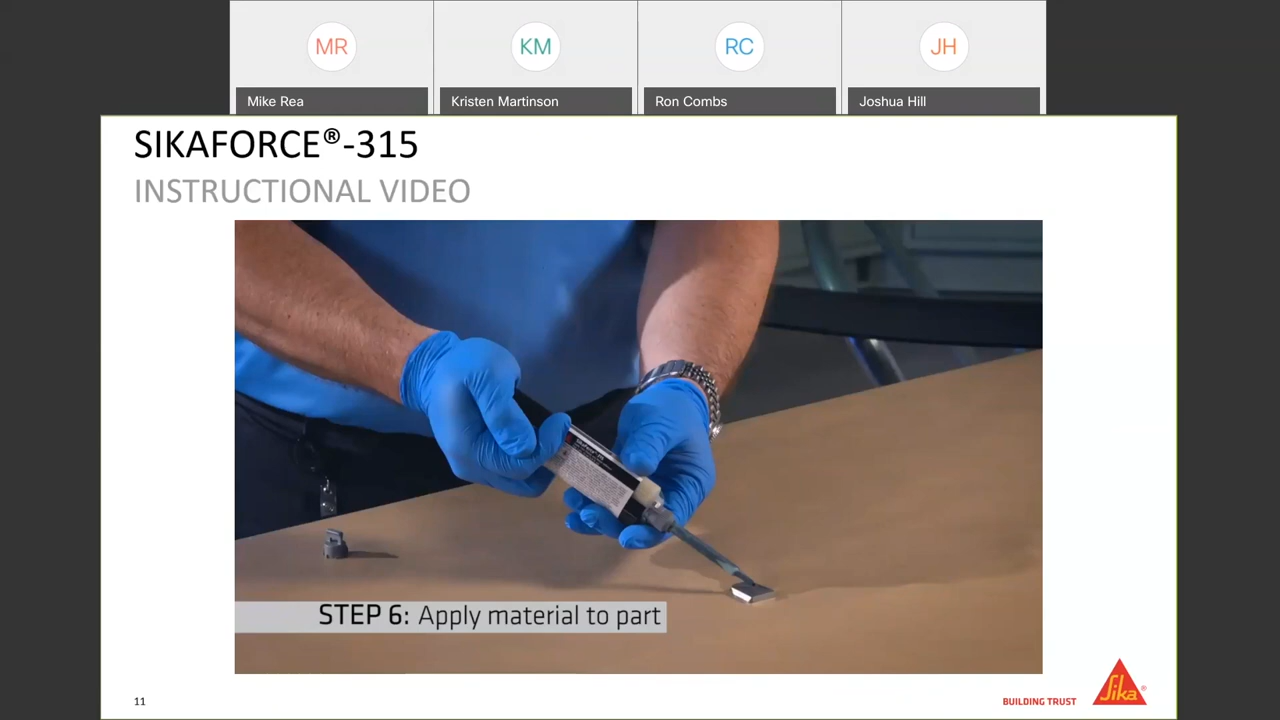 MR
KM
RC
JH
Mike Rea
Kristen Martinson
Ron Combs
Joshua Hill
SIKAFORCE®-315
INSTRUCTIONAL VIDEO
STEP 6: Apply material to part
11
BUILDING TRUST
Sika®